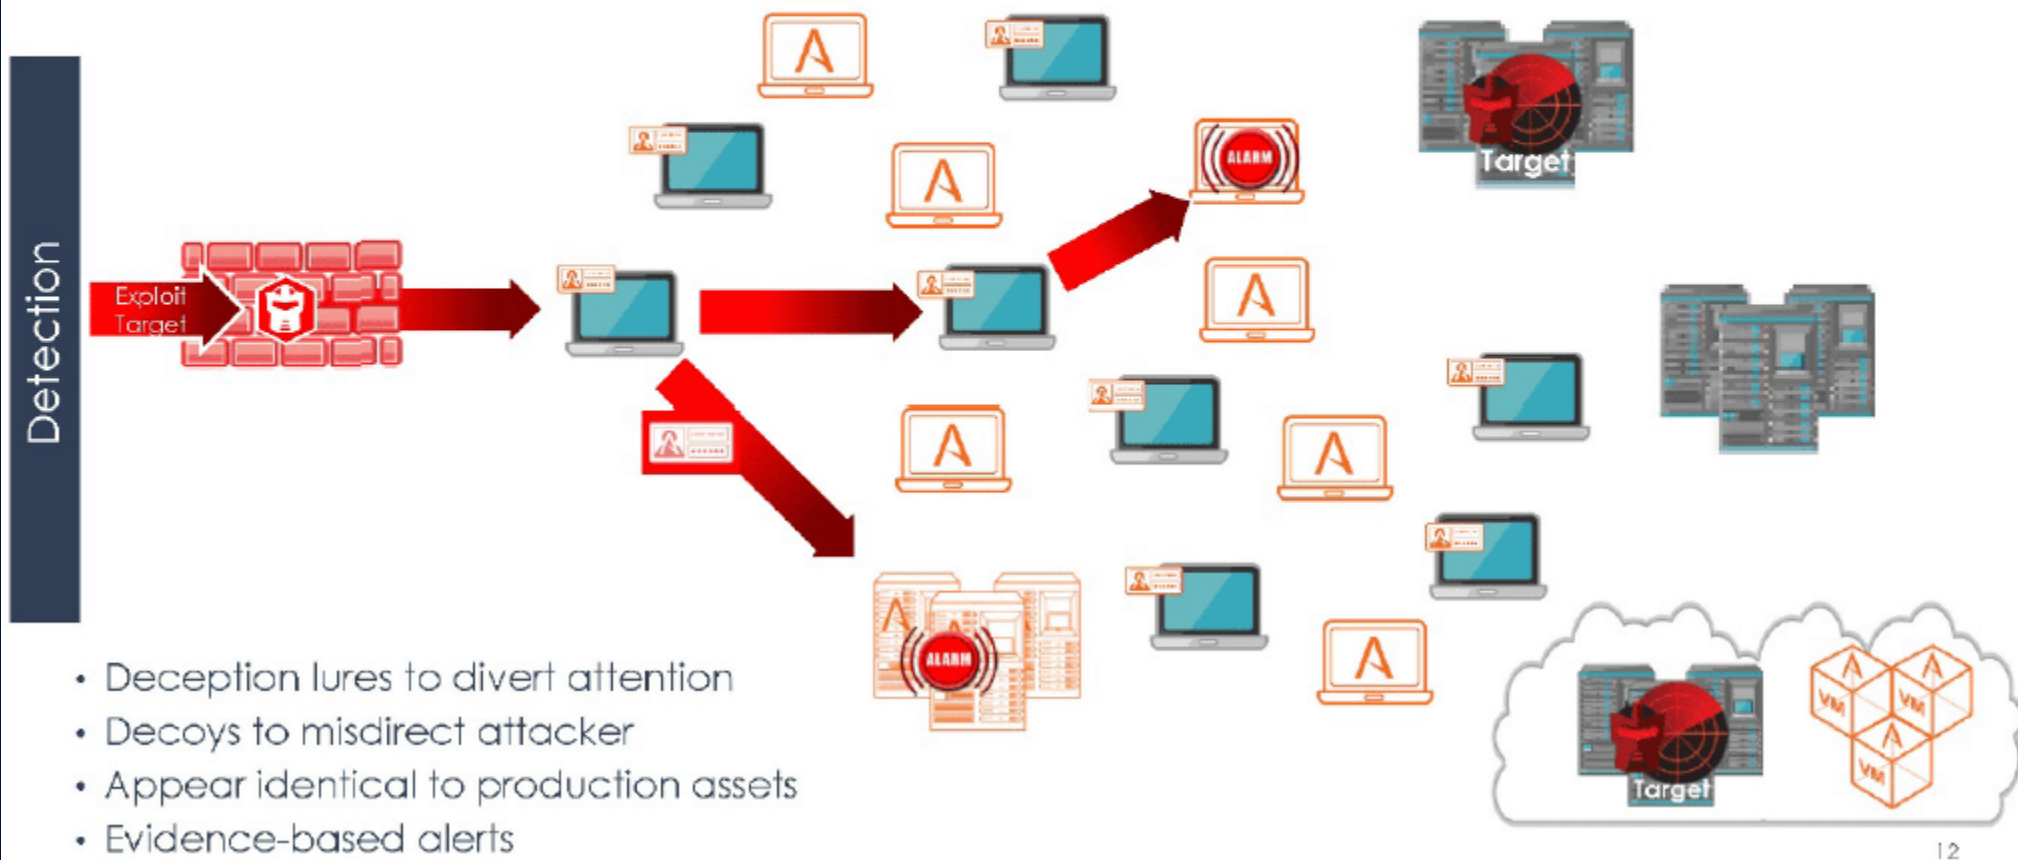 Detection
Exploit
Target
ALARM
Target
ALARM
• Deception lures to divert attention
• Decoys to misdirect attacker
• Appear identical to production assets
• Evidence-based alerts
VM
VM
VM
Target
12